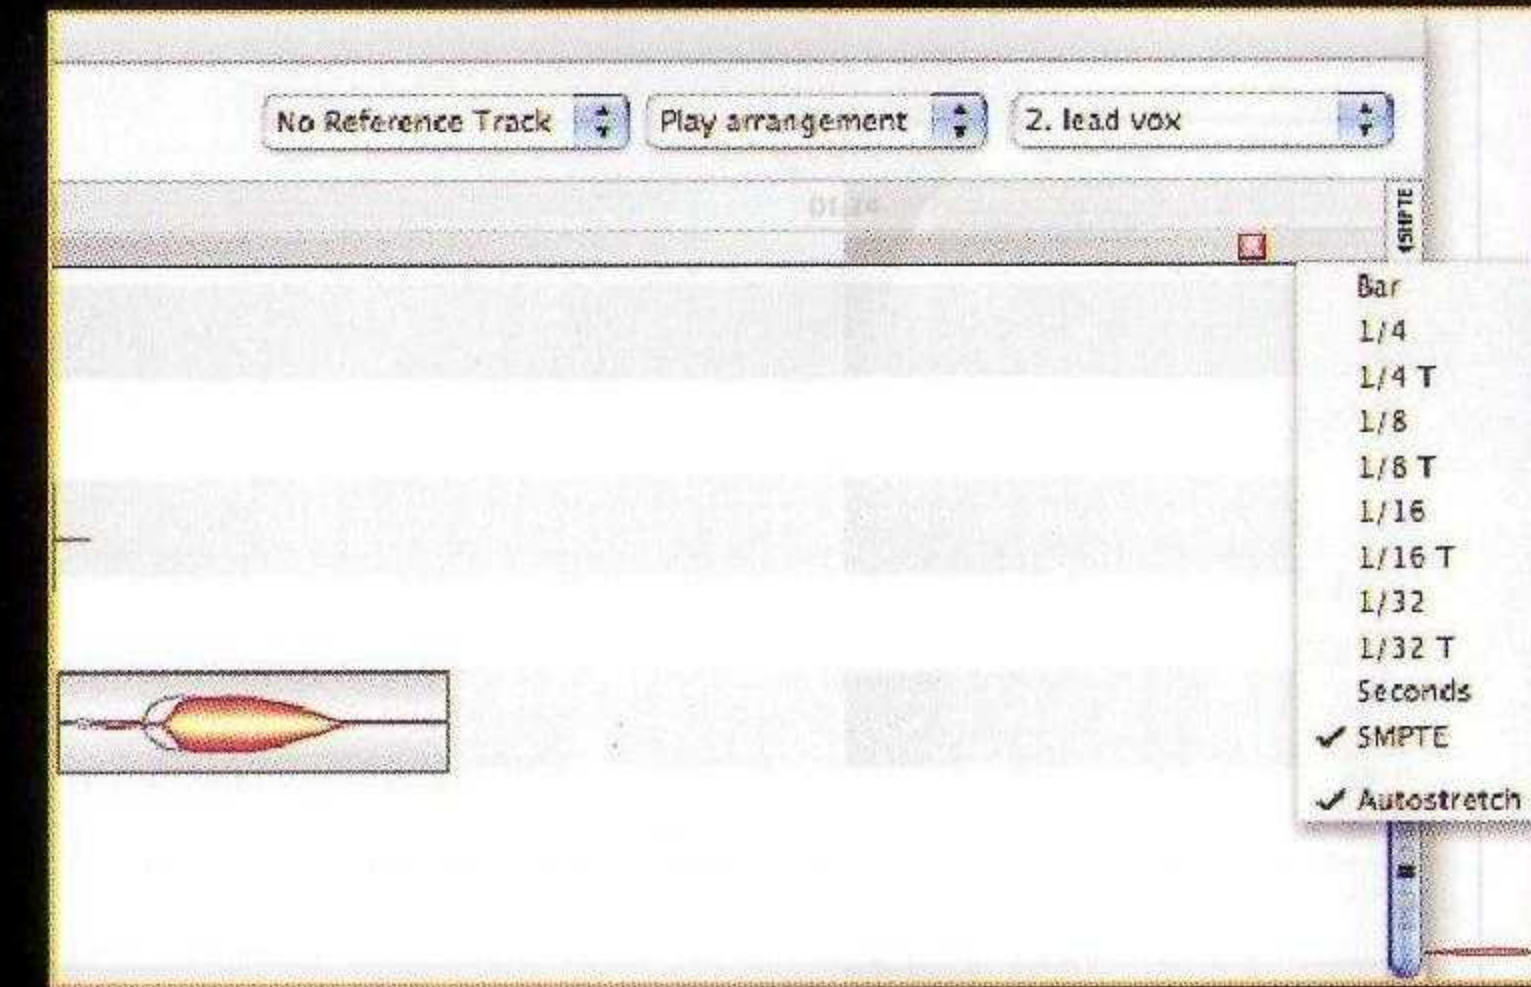 No Reference Track
Play arrangement
2. lead vox
SMPTE
Bar
1/4
1/4 T
1/8
1/8 T
1/16
1/16 T
1/32
1/32 T
Seconds
✓ SMPTE
✓ Autostretch